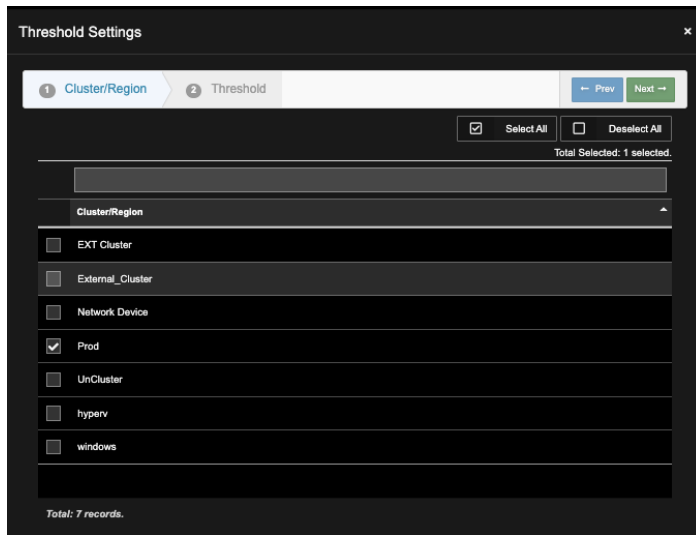 Threshold Settings ×
1 Cluster/Region 2 Threshold ← Prev Next →
Select All Deselect All
Total Selected: 1 selected.
Cluster/Region
EXT Cluster
External_Cluster
Network Device
Prod
UnCluster
hyperv
windows
Total: 7 records.